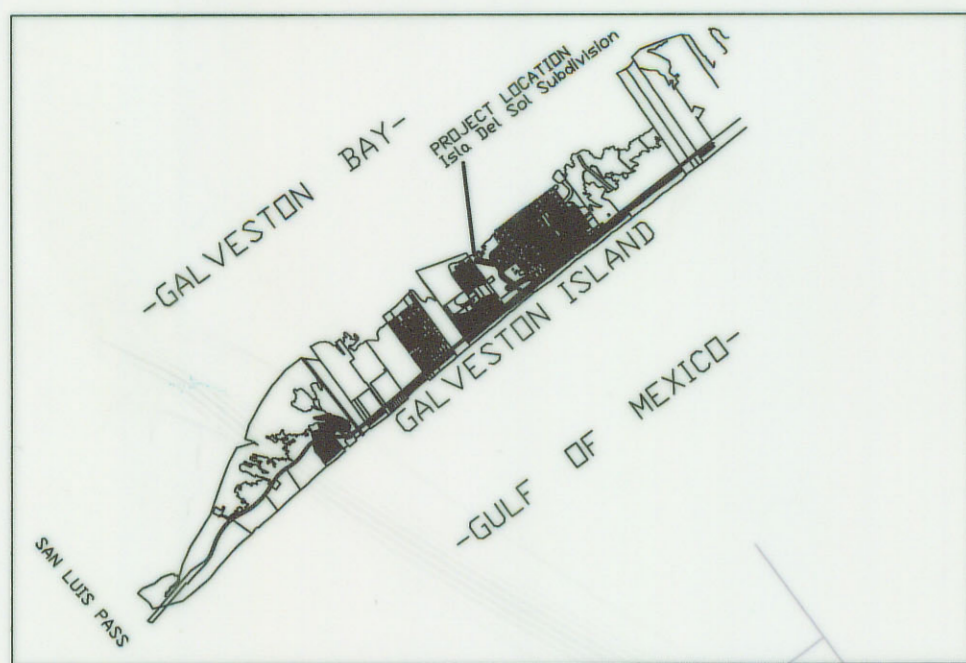 PROJECT LOCATION
Isla Del Sol Subdivision
-GALVESTON BAY-
GALVESTON ISLAND
-GULF OF MEXICO-
SAN LUIS PASS